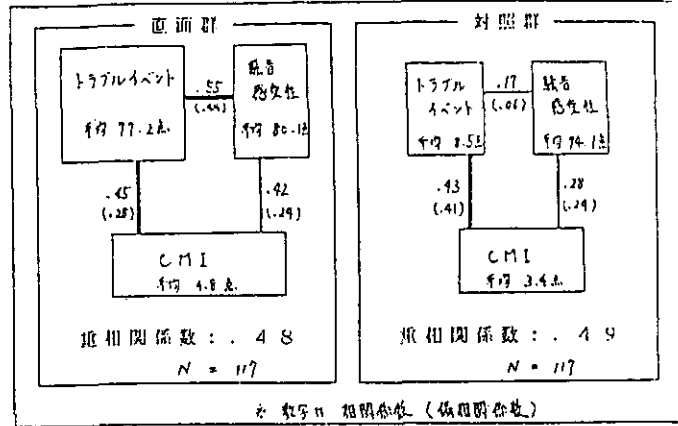 直面群
トラブルイベント
平均 77.2点
.55
(.44)
騒音
感受性
平均 80.1点
.45
(.28)
.42
(.24)
CMI
平均 4.8点
重相関係数:.48
N = 117
対照群
トラブル
イベント
平均 8.5点
.17
(.06)
騒音
感受性
平均 74.1点
.43
(.41)
.28
(.24)
CMI
平均 3.4点
重相関係数:.49
N = 117
※ 数字は 相関係数 (偏相関係数)